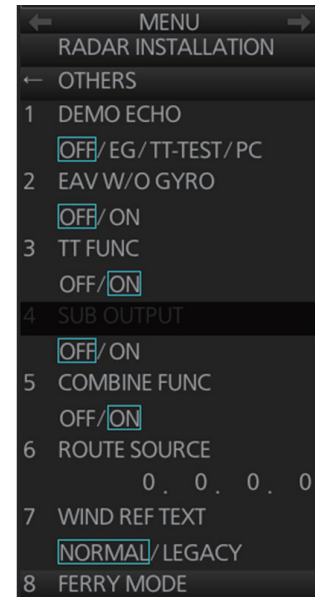 ← MENU →
RADAR INSTALLATION
← OTHERS
1 DEMO ECHO
OFF/EG/TT-TEST/PC
2 EAV W/O GYRO
OFF/ON
3 TT FUNC
OFF/ON
4 SUB OUTPUT
OFF/ON
5 COMBINE FUNC
OFF/ON
6 ROUTE SOURCE
0. 0. 0. 0
7 WIND REF TEXT
NORMAL/LEGACY
8 FERRY MODE